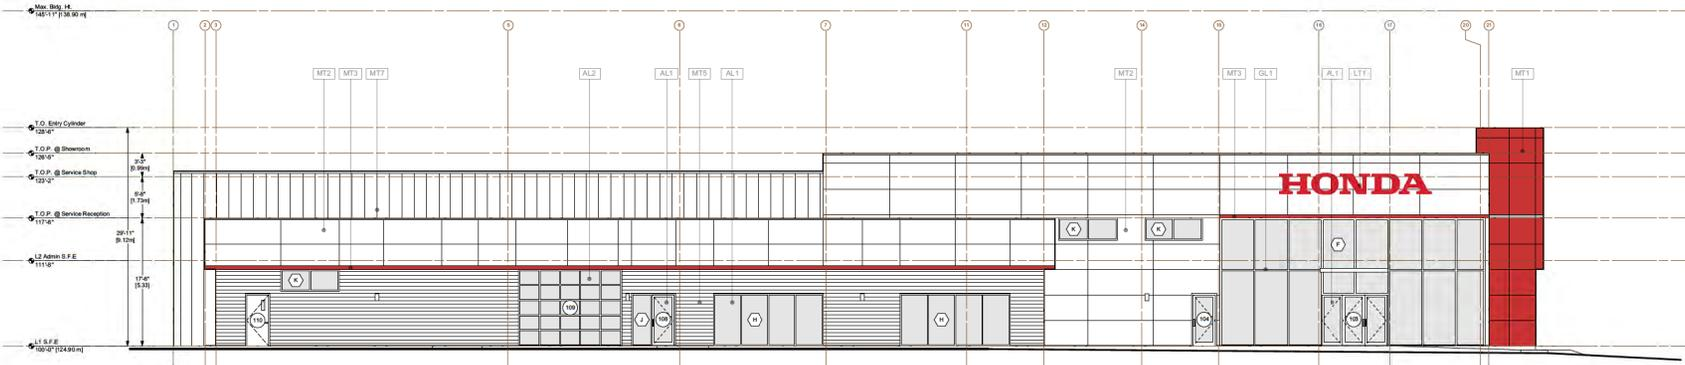 Max. Bldg. Ht.
145'-11" [138.90 m]
1 2 3 5 6 7 11 12 14 15 16 17 20 21
MT2 MT3 MT7 AL2 AL1 MT5 AL1 MT2 MT3 GL1 AL1 LT1 MT1
T.O. Entry Cylinder
128'-6"
T.O.P. @ Showroom
126'-5"
3'-3"
[0.99m]
T.O.P. @ Service Shop
123'-2"
5'-8"
[1.73m]
HONDA
T.O.P. @ Service Reception
117'-6"
29'-11"
[9.12m]
K K
F
L2 Admin S.F.E
111'-8"
17'-6"
[5.33]
K
109
110 J 108 H H 104 103
L1 S.F.E
100'-0" [124.90 m]